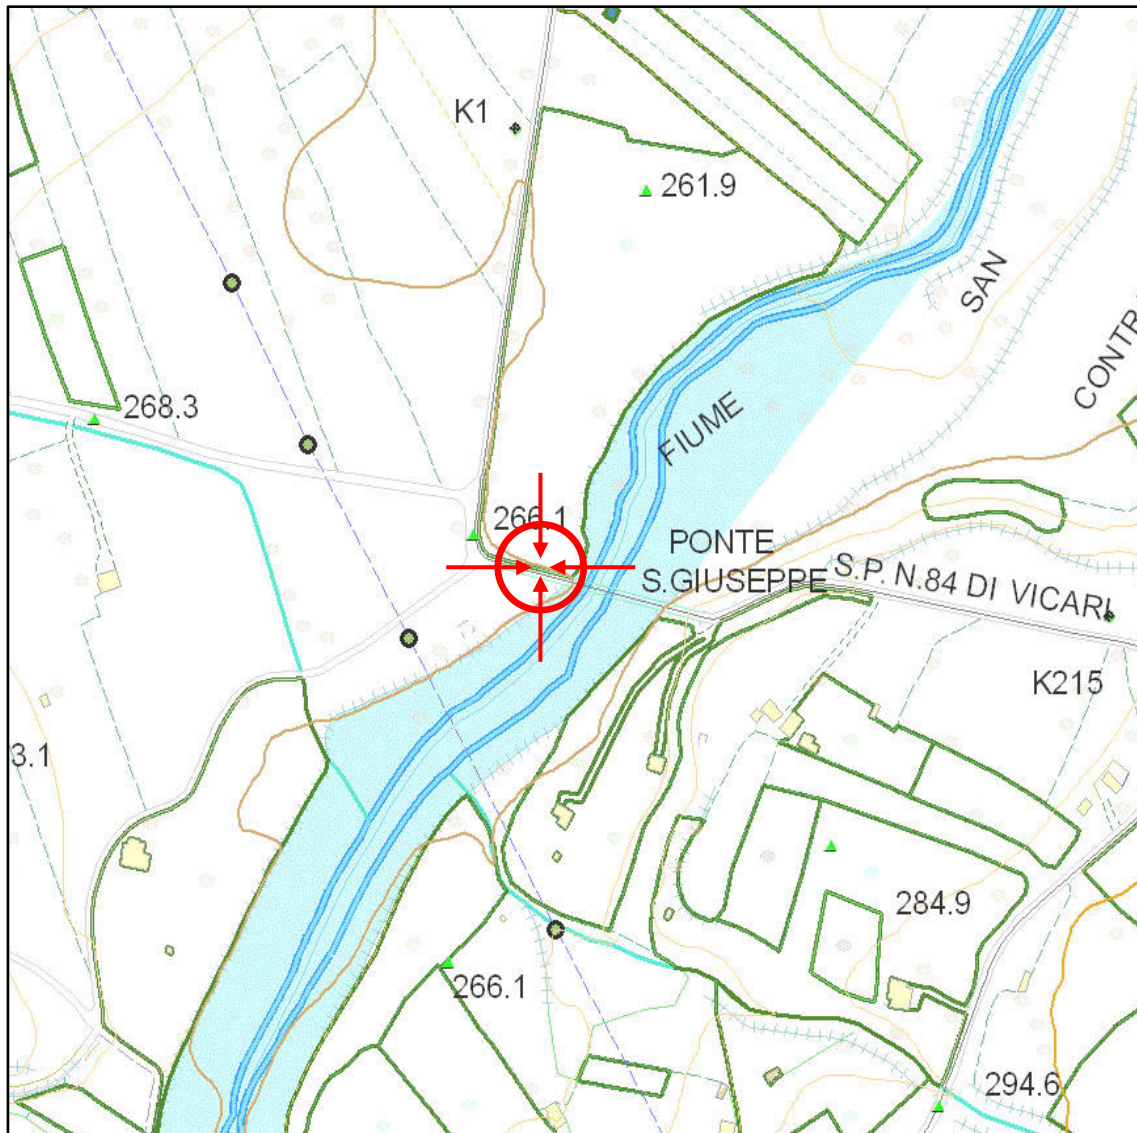 K1
261.9
SAN
CONTR
268.3
FIUME
266.1
PONTE
S.GIUSEPPE
S.P. N.84 DI VICARI
K215
3.1
284.9
266.1
294.6